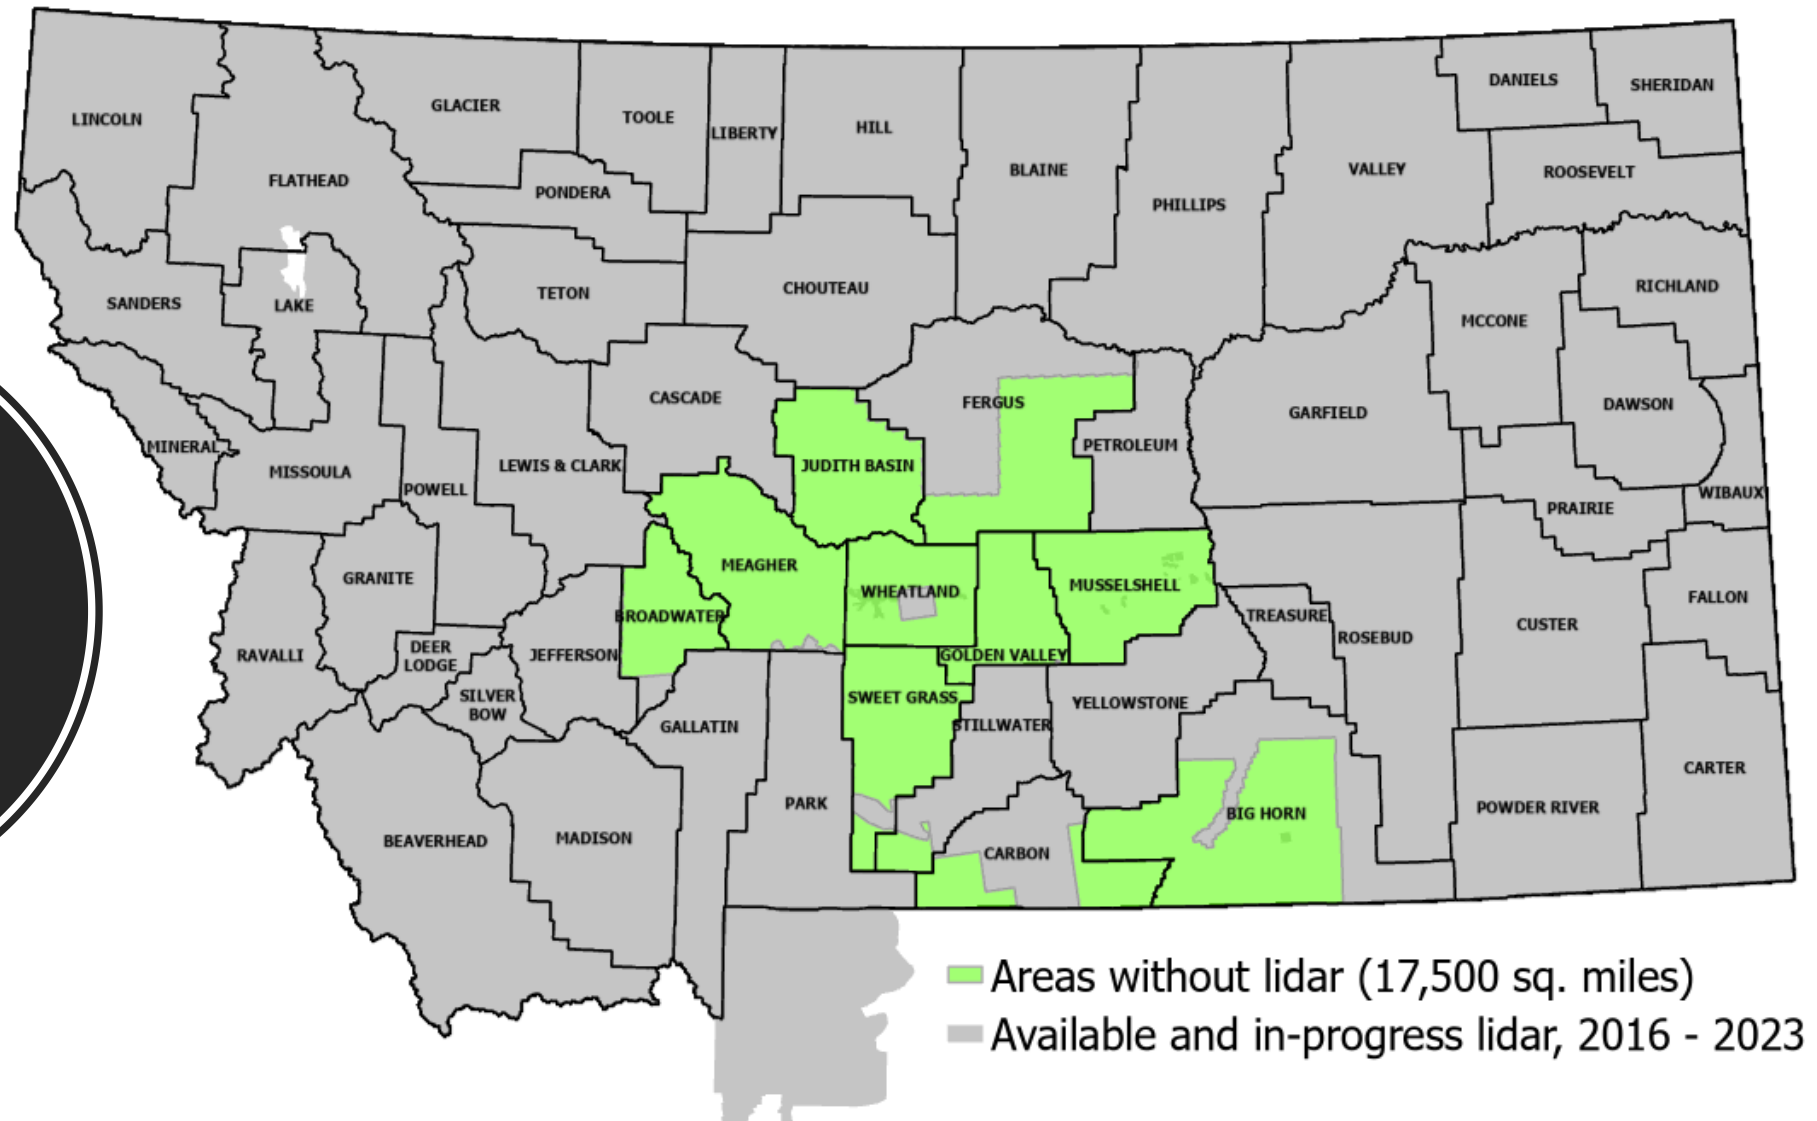 LINCOLN
FLATHEAD
GLACIER
TOOLE
LIBERTY
HILL
BLAINE
PHILLIPS
VALLEY
DANIELS
SHERIDAN
ROOSEVELT
PONDERA
TETON
CHOUTEAU
SANDERS
LAKE
RICHLAND
MCCONE
DAWSON
GARFIELD
CASCADE
FERGUS
PETROLEUM
JUDITH BASIN
MINERAL
MISSOULA
POWELL
LEWIS & CLARK
WIBAUX
PRAIRIE
MEAGHER
WHEATLAND
MUSSELSHELL
GRANITE
BROADWATER
TREASURE
ROSEBUD
CUSTER
FALLON
RAVALLI
DEER
LODGE
JEFFERSON
GOLDEN VALLEY
SWEET GRASS
SILVER
BOW
GALLATIN
STILLWATER
YELLOWSTONE
CARTER
PARK
BIG HORN
POWDER RIVER
BEAVERHEAD
MADISON
CARBON
Areas without lidar (17,500 sq. miles)
Available and in-progress lidar, 2016 - 2023